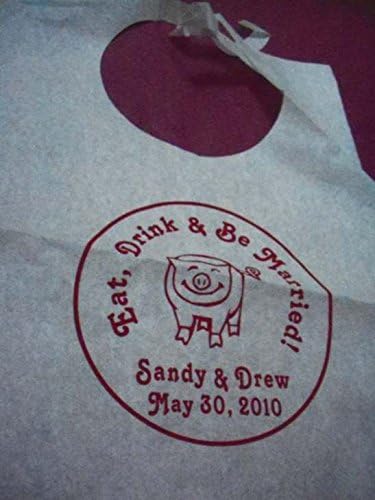 Eat, Drink & Be Married!
Sandy & Drew
May 30, 2010